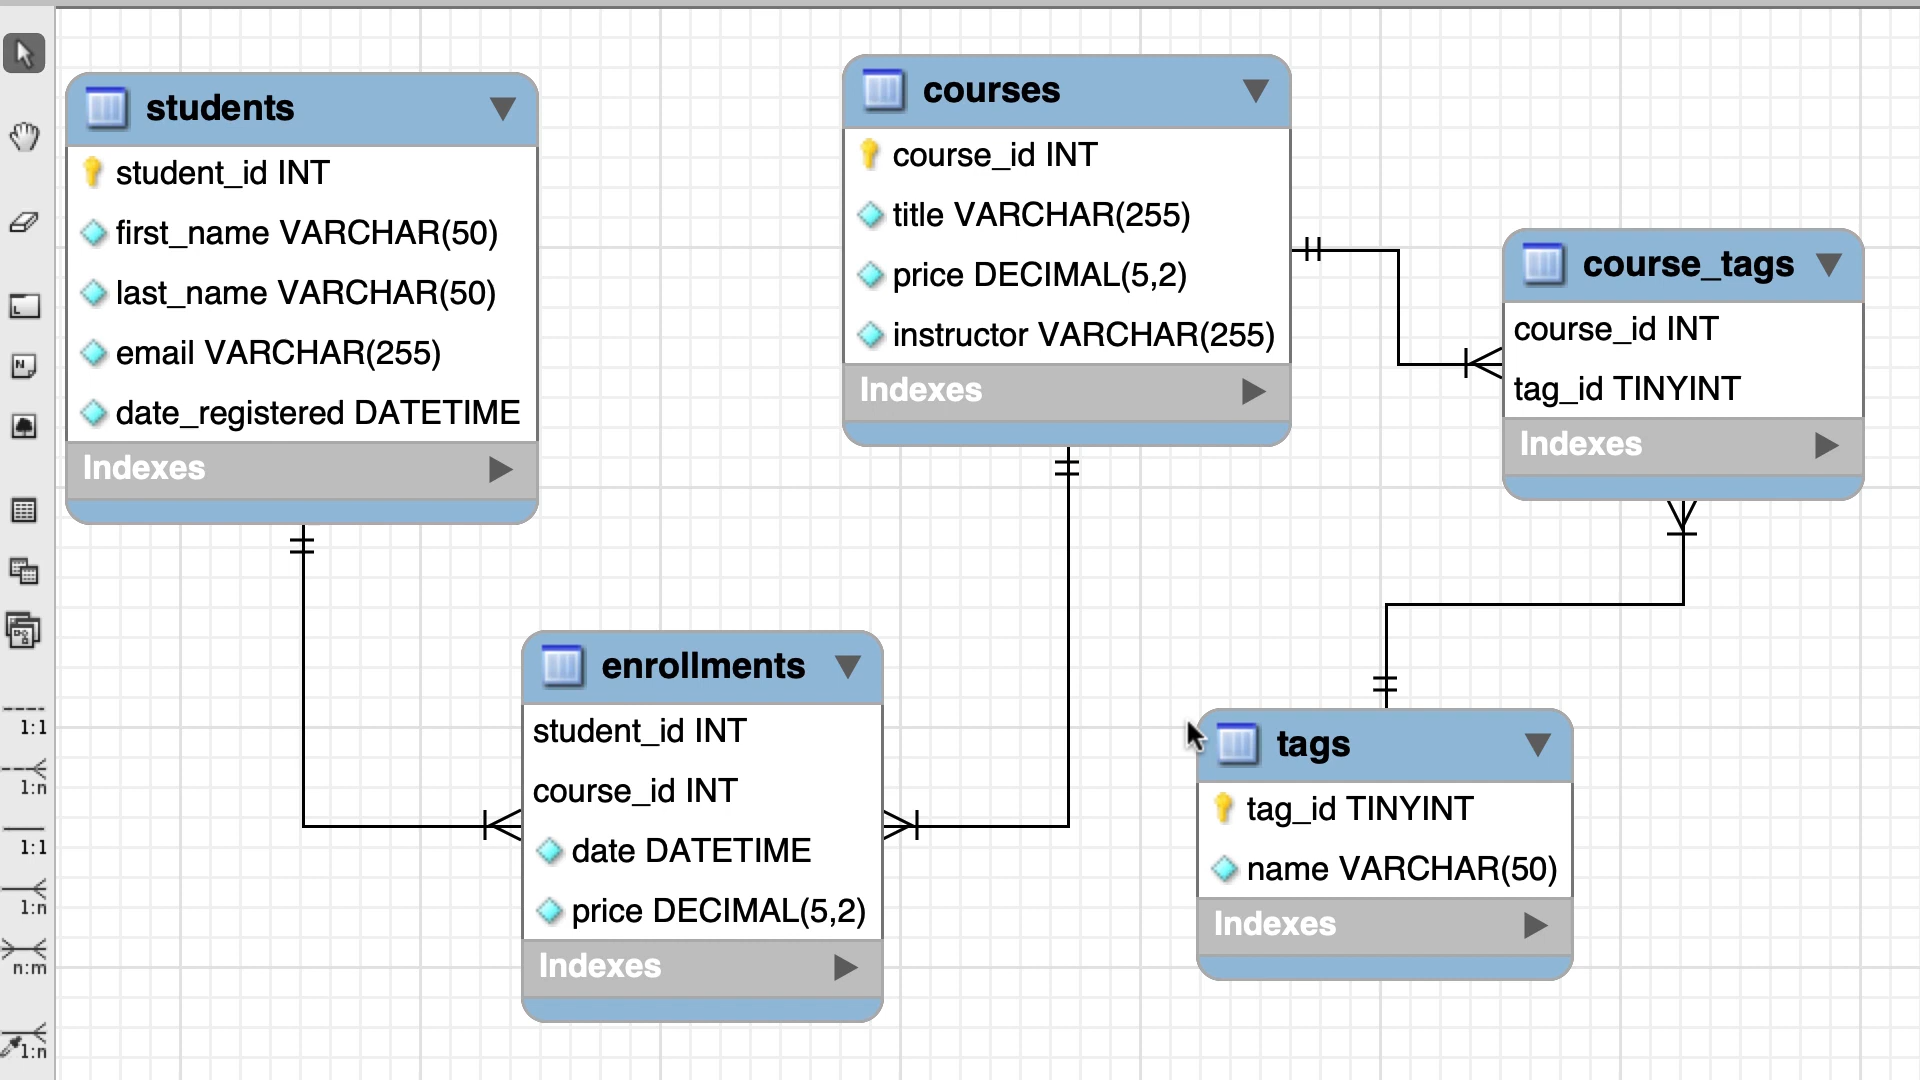 students
student_id INT
first_name VARCHAR(50)
last_name VARCHAR(50)
email VARCHAR(255)
date_registered DATETIME
Indexes
courses
course_id INT
title VARCHAR(255)
price DECIMAL(5,2)
instructor VARCHAR(255)
Indexes
course_tags
course_id INT
tag_id TINYINT
Indexes
enrollments
student_id INT
course_id INT
date DATETIME
price DECIMAL(5,2)
Indexes
tags
tag_id TINYINT
name VARCHAR(50)
Indexes
1:1
1:n
1:1
1:n
n:m
1:n